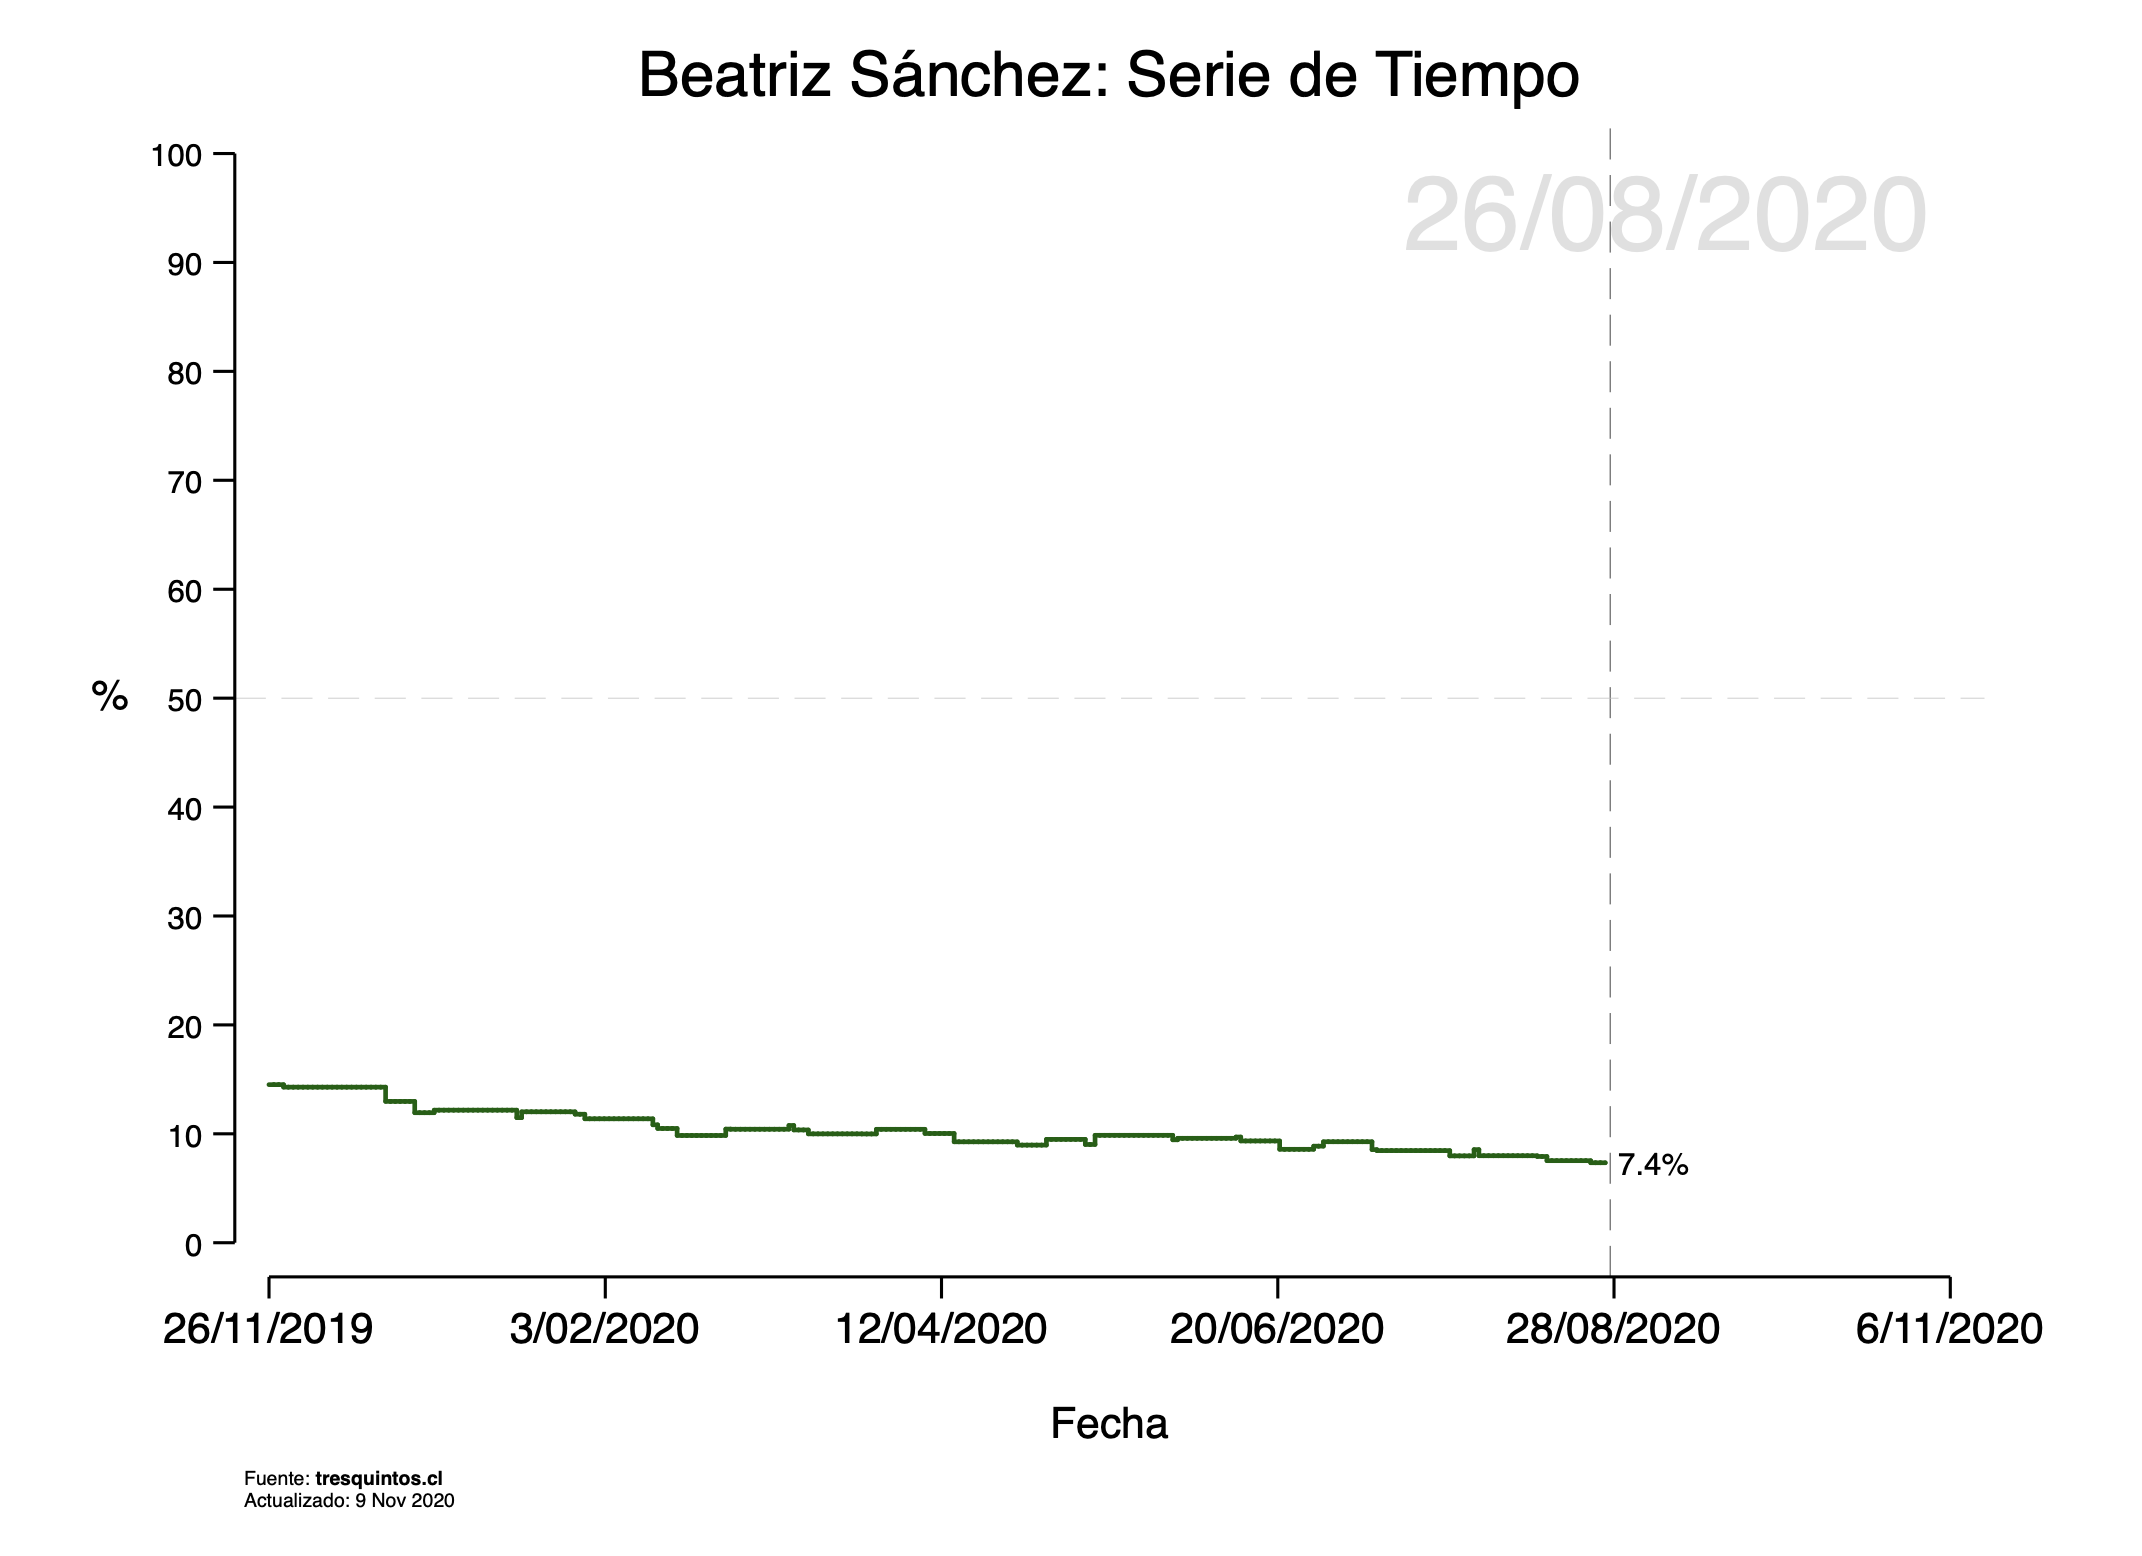 Beatriz Sánchez: Serie de Tiempo
26/08/2020
100
90
80
70
60
50
40
30
20
10
0
%
7.4%
26/11/2019 3/02/2020 12/04/2020 20/06/2020 28/08/2020 6/11/2020
Fecha
Fuente: tresquintos.cl
Actualizado: 9 Nov 2020